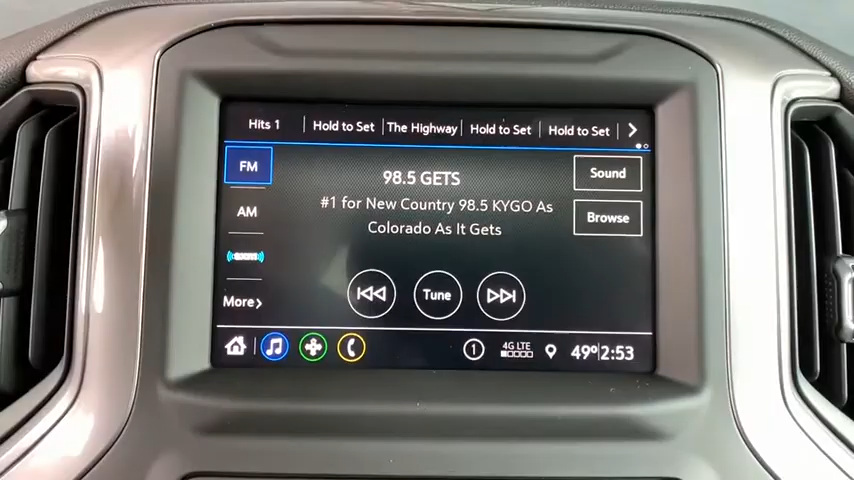 Hits 1
Hold to Set
The Highway
Hold to Set
Hold to Set
FM
98.5 GETS
Sound
#1 for New Country 98.5 KYGO As
Colorado As It Gets
AM
Browse
((SXM))
More
Tune
1
4G LTE
49º
2:53